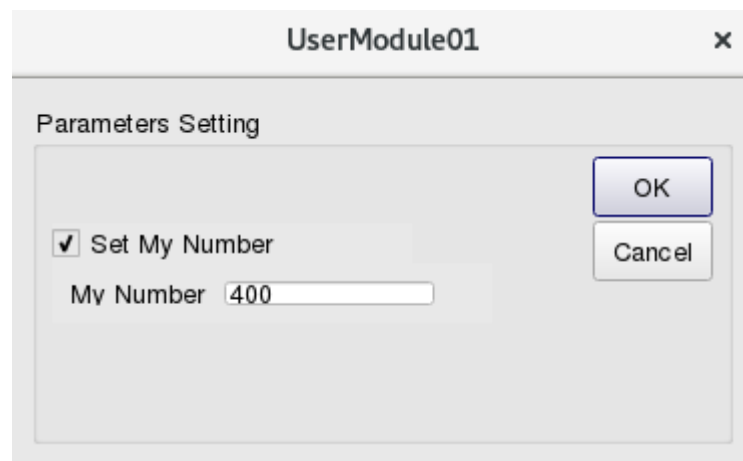 UserModule01 ×
Parameters Setting
OK
Set My Number
Cancel
My Number 400